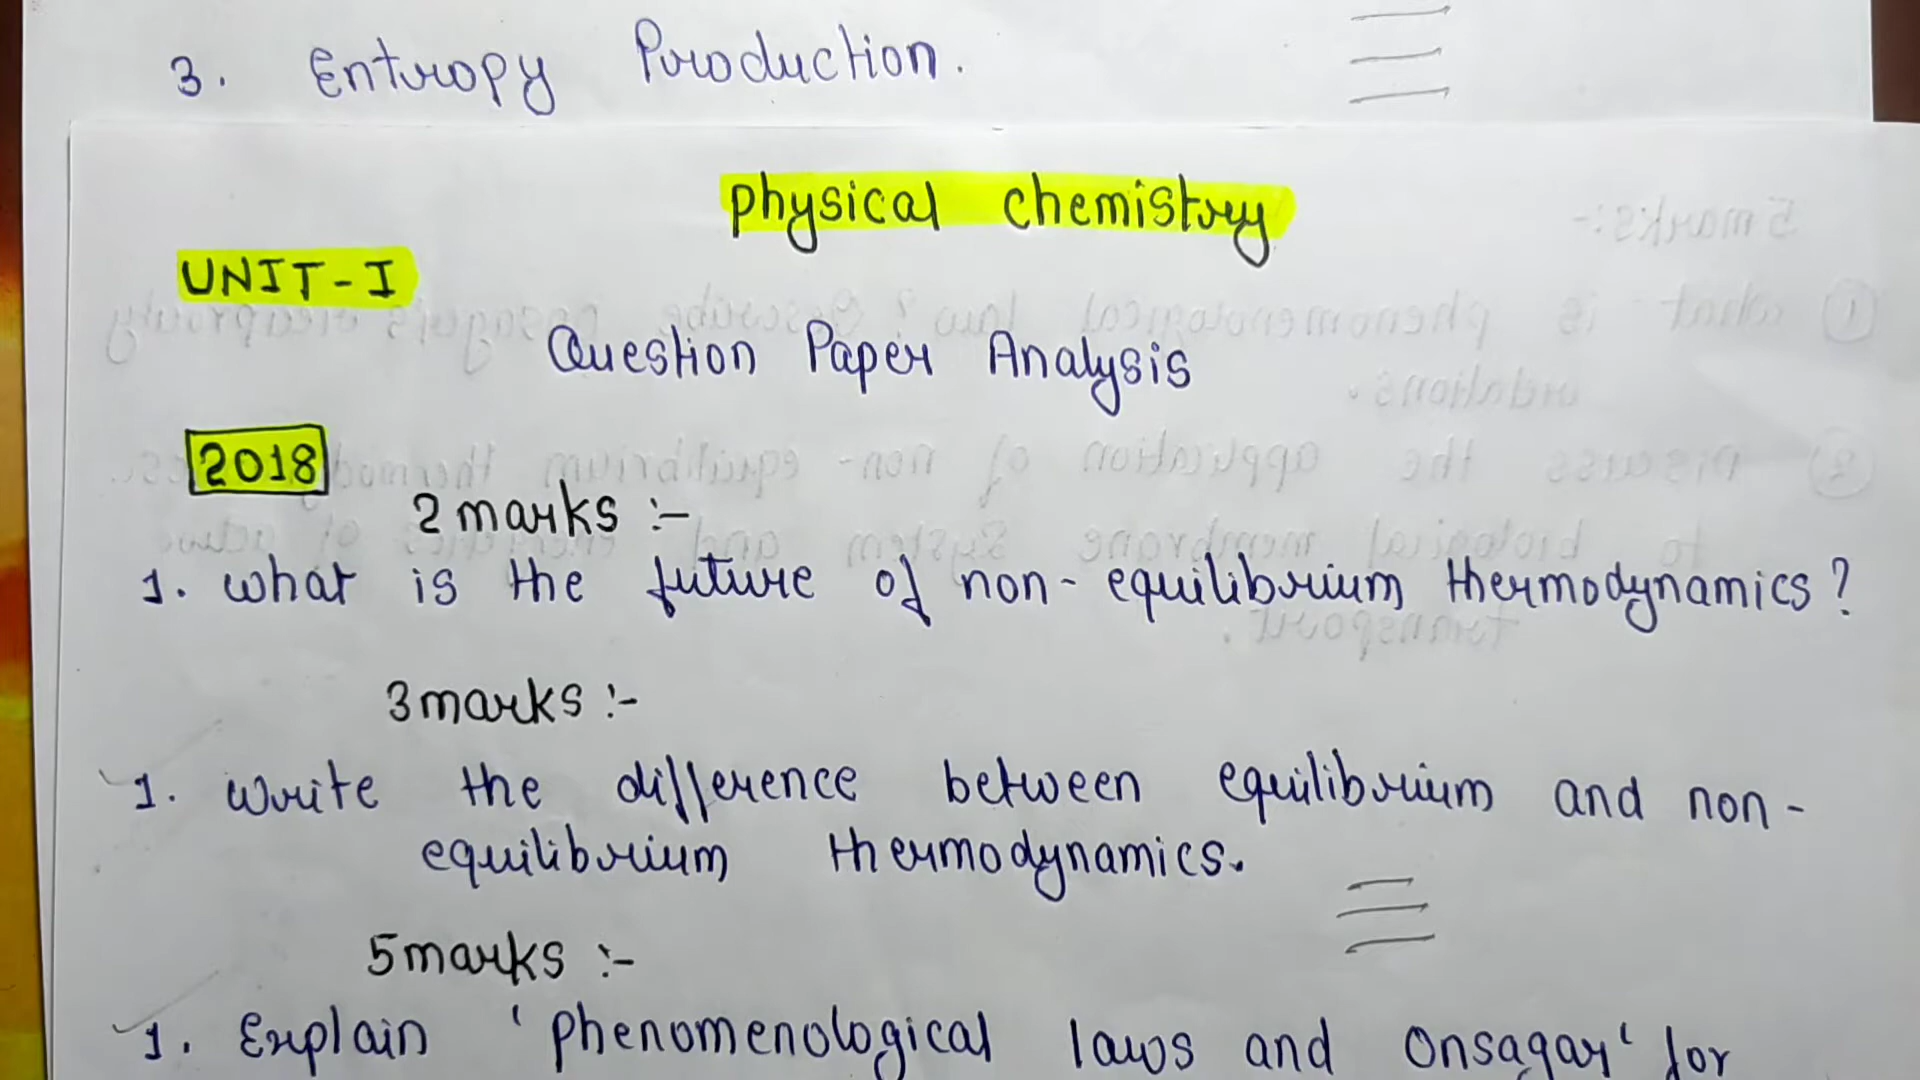 3. Entropy Production.
Physical chemistry
UNIT-I
Question Paper Analysis
2018
2 marks :-
1. what is the future of non-equilibrium thermodynamics?
3 marks :-
1. Write the difference between equilibrium and non-
equilibrium thermodynamics.
5 marks :-
1. Explain 'phenomenological laws and Onsagar' for